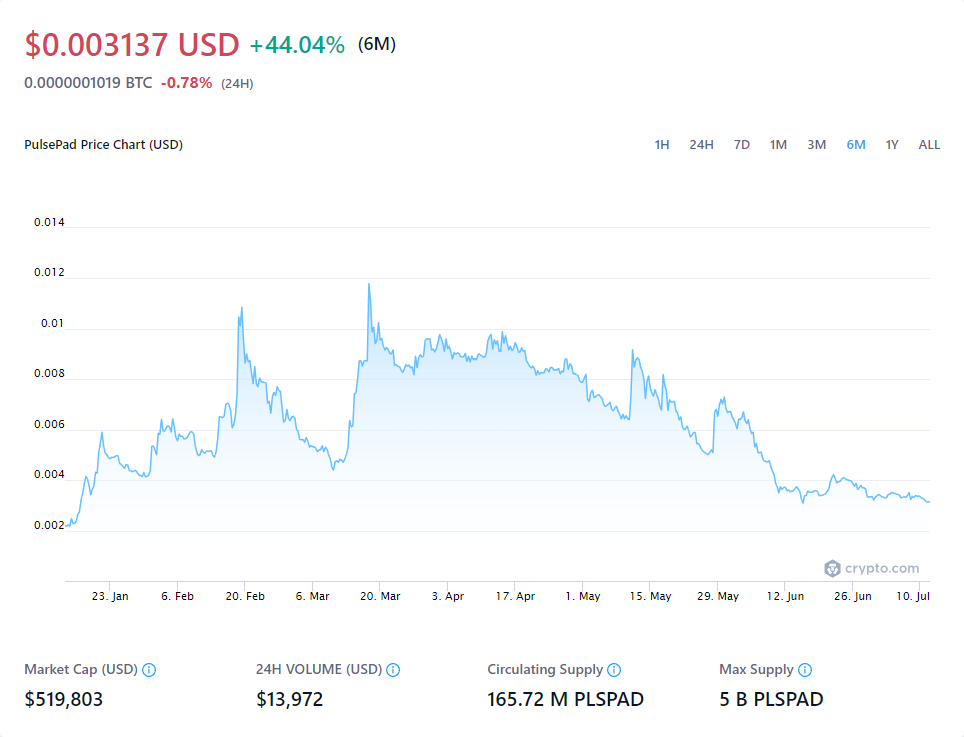 $0.003137 USD +44.04% (6M)
0.0000001019 BTC -0.78% (24H)
PulsePad Price Chart (USD) 1H 24H 7D 1M 3M 6M 1Y ALL
0.014
0.012
0.01
0.008
0.006
0.004
0.002
crypto.com
23. Jan 6. Feb 20. Feb 6. Mar 20. Mar 3. Apr 17. Apr 1. May 15. May 29. May 12. Jun 26. Jun 10. Jul
Market Cap (USD) 24H VOLUME (USD) Circulating Supply Max Supply
$519,803 $13,972 165.72 M PLSPAD 5 B PLSPAD